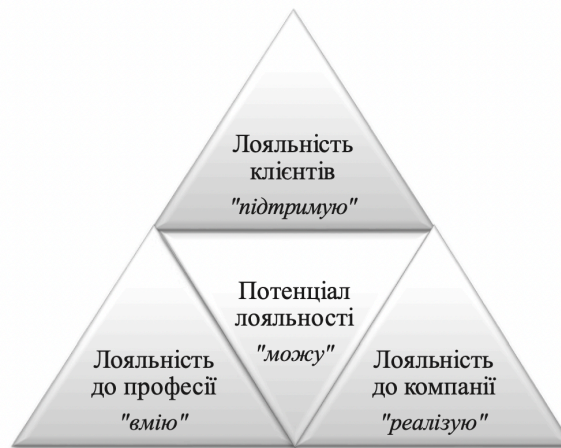 Лояльність
клієнтів
"підтримую"
Потенціал
лояльності
"можу"
Лояльність
до професії
"вмію"
Лояльність
до компанії
"реалізую"